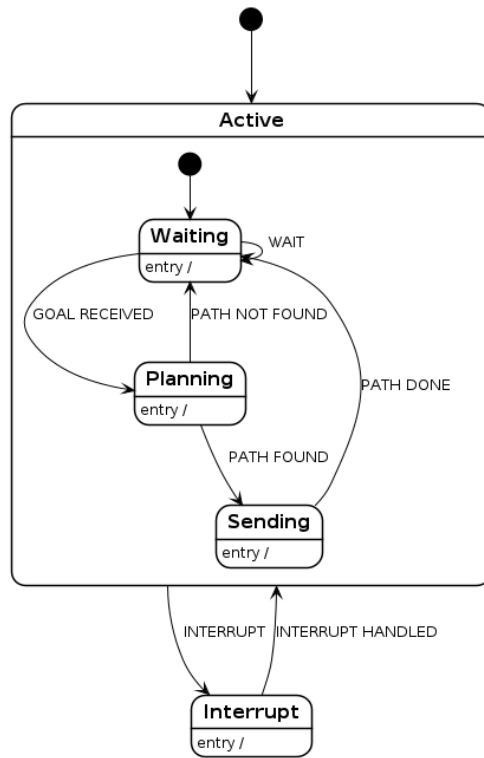 Active
Waiting
entry /
WAIT
GOAL RECEIVED
PATH NOT FOUND
Planning
entry /
PATH DONE
PATH FOUND
Sending
entry /
INTERRUPT
INTERRUPT HANDLED
Interrupt
entry /